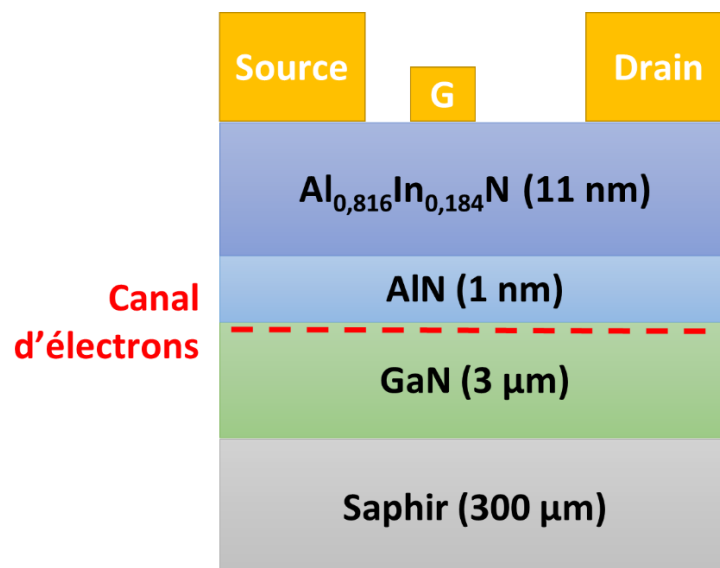 Source
Drain
G
Al0,816In0,184N (11 nm)
AlN (1 nm)
Canal
d’électrons
GaN (3 µm)
Saphir (300 µm)